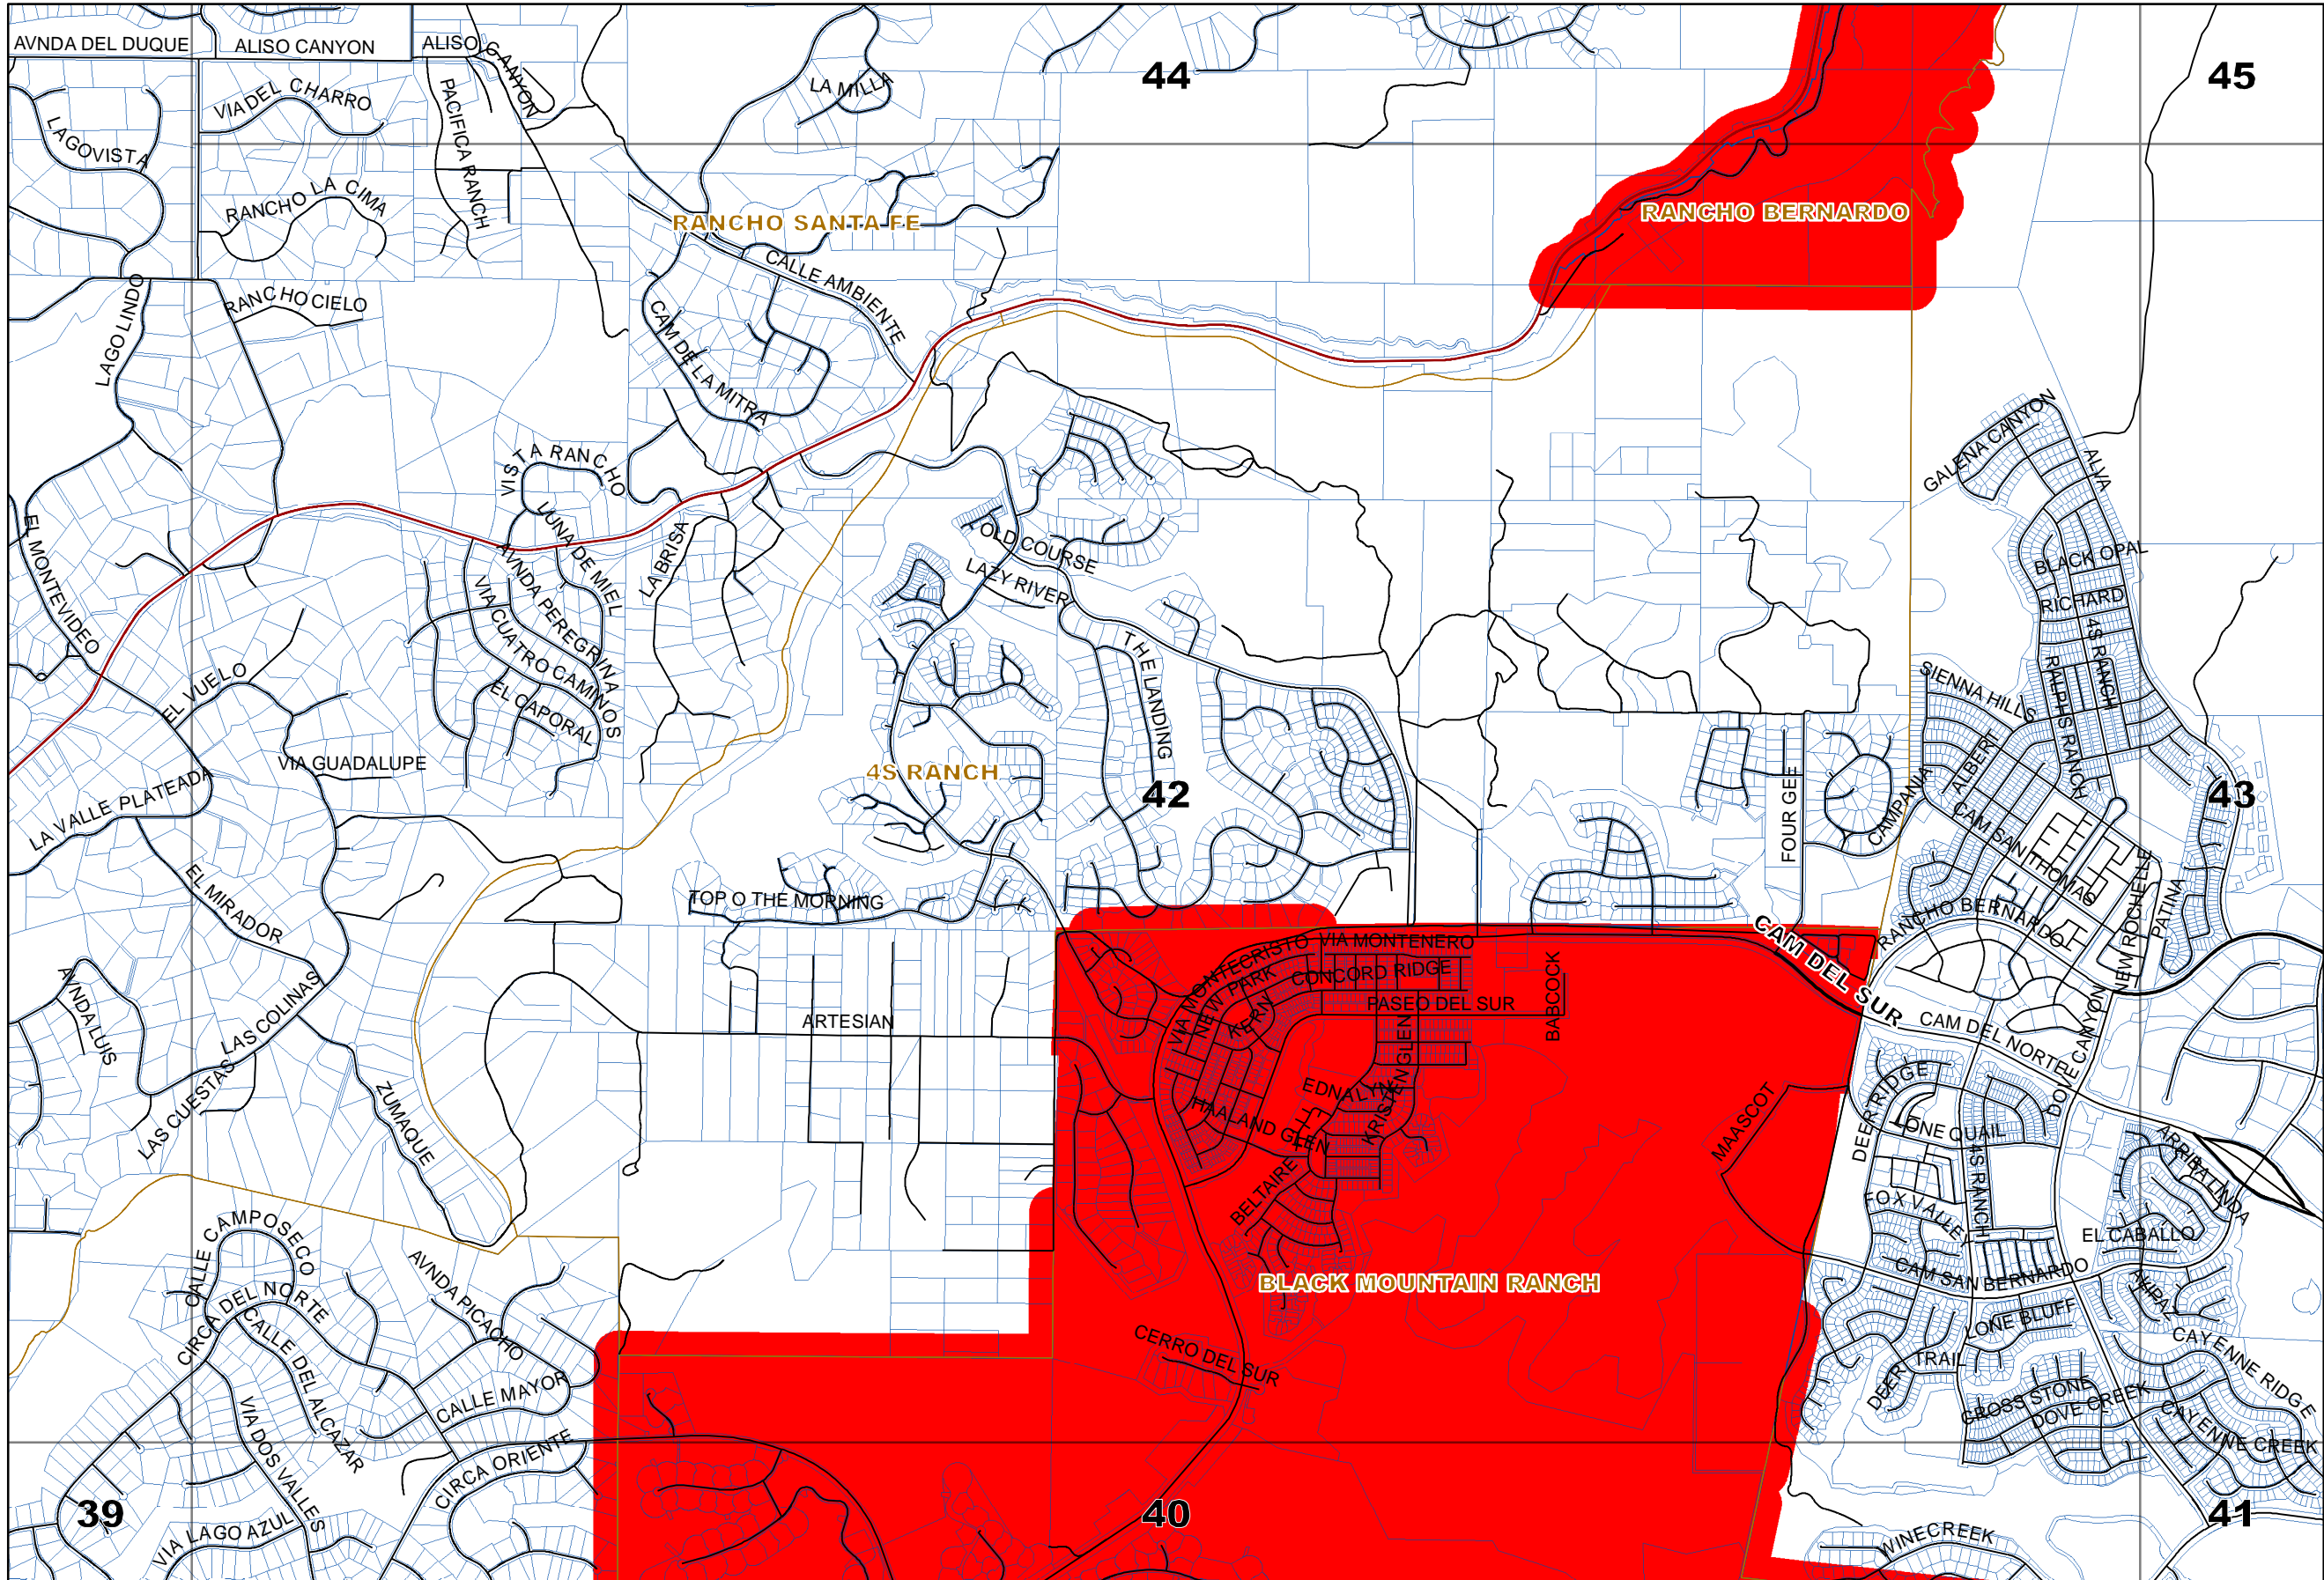 AVNDA DEL DUQUE
ALISO CANYON
ALISO CANYON
44
45
LA MILLA
VIA DEL CHARRO
PACIFICA RANCH
LAGO VISTA
RANCHO LA CIMA
RANCHO SANTA FE
RANCHO BERNARDO
CALLE AMBIENTE
LAGO LINDO
RANCHO CIELO
CAM DE LA MITRA
GALENA CANYON
ALVA
VISTA RANCHO
LUNA DE MIEL
LA BRISA
OLD COURSE
LAZY RIVER
EL MONTEVIDEO
AVNDA PEREGRINA
VIA CUATRO CAMINOS
EL CAPORAL
BLACK OPAL
RICHARD
4S RANCH
RALPHS RANCH
SIENNA HILLS
THE LANDING
EL VUELO
VIA GUADALUPE
4S RANCH
42
43
FOUR GEE
CAMPANIA
ALBERT
CAM SAN THOMAS
LA VALLE PLATEADA
EL MIRADOR
TOP O THE MORNING
RANCHO BERNARDO
NEW ROCHELLE
PATINA
CAM DEL SUR
VIA MONTECRISTO
VIA MONTENERO
NEW PARK
CONCORD RIDGE
KERN
PASEO DEL SUR
BABCOCK
AVNDA LUIS
LAS COLINAS
ARTESIAN
CAM DEL NORTE
DOVE CANYON
LAS CUESTAS
ZUMAQUE
EDNALYN
KRISTEN GLEN
HAALAND GLEN
BELTAIRE
MAASCOT
DEER RIDGE
LONE QUAIL
4S RANCH
FOX VALLEY
ARRIBA LINDA
EL CABALLO
CALLE CAMPOSECO
CIRCA DEL NORTE
AVNDA PICACHO
BLACK MOUNTAIN RANCH
CAM SAN BERNARDO
LONE BLUFF
CAYENNE RIDGE
CALLE DEL ALCAZAR
CALLE MAYOR
CERRO DEL SUR
DEER TRAIL
GROSS STONE
DOVE CREEK
CAYENNE CREEK
VIA DOS VALLES
CIRCA ORIENTE
39
40
41
VIA LAGO AZUL
WINECREEK